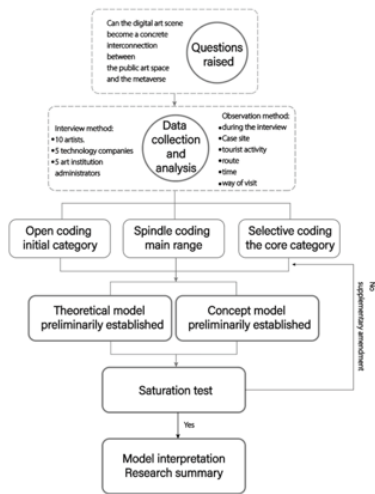 Can the digital art scene
become a concrete
interconnection
between
the public art space
and the metaverse
Questions
raised
Interview method:
•10 artists.
•5 technology companies
•5 art institution
administrators
Data
collection
and
analysis
Observation method:
•during the interview
•Case site
•tourist activity
•route
•time
•way of visit
Open coding
initial category
Spindle coding
main range
Selective coding
the core category
Theoretical model
preliminarily established
Concept model
preliminarily established
No
supplementary amendment
Saturation test
Yes
Model interpretation
Research summary